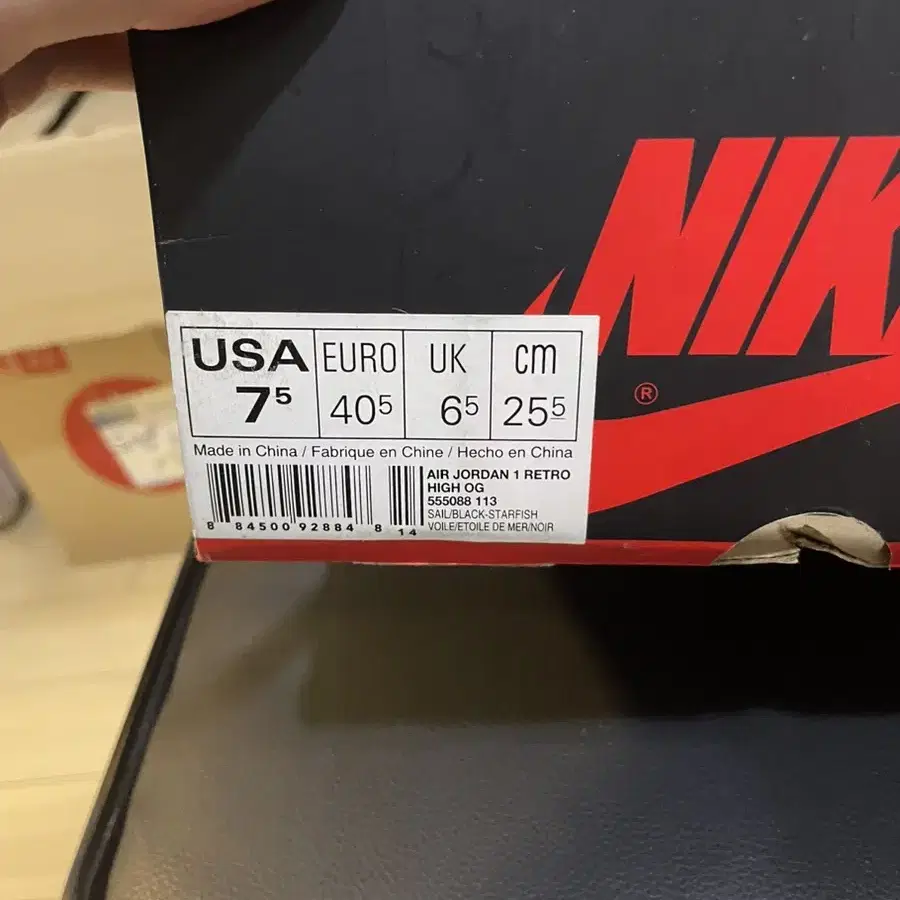 NIK
®
USA EURO UK cm
7⁵ 40⁵ 6⁵ 25⁵
Made in China / Fabrique en Chine / Hecho en China
AIR JORDAN 1 RETRO
HIGH OG
555088 113
SAIL/BLACK-STARFISH
VOILE/ETOILE DE MER/NOIR
8 84500 92884 8 14